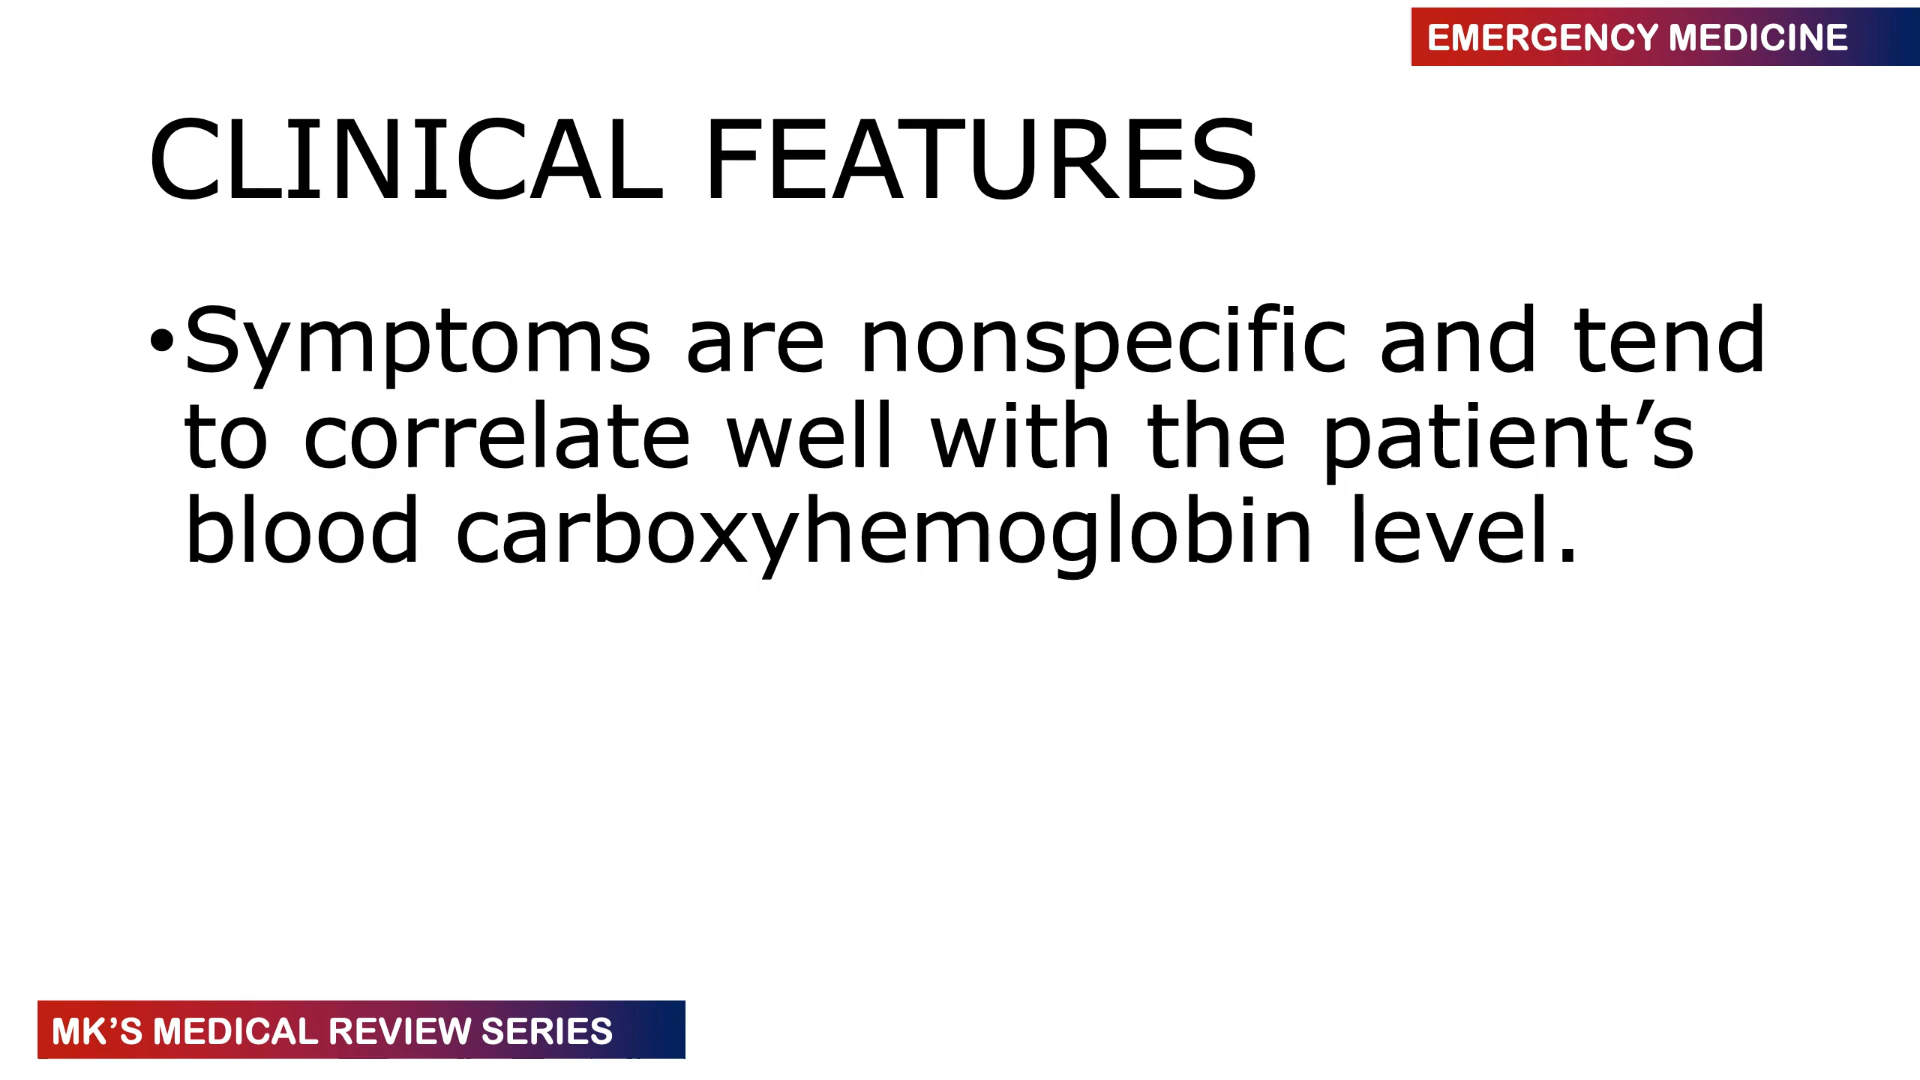 EMERGENCY MEDICINE
CLINICAL FEATURES
•Symptoms are nonspecific and tend
to correlate well with the patient’s
blood carboxyhemoglobin level.
MK’S MEDICAL REVIEW SERIES